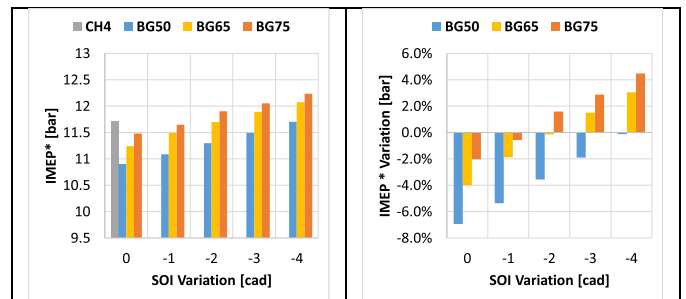 CH4 BG50 BG65 BG75
13
12.5
12
11.5
11
10.5
10
9.5
IMEP* [bar]
0 -1 -2 -3 -4
SOI Variation [cad]
BG50 BG65 BG75
6.0%
4.0%
2.0%
0.0%
-2.0%
-4.0%
-6.0%
-8.0%
IMEP * Variation [bar]
0 -1 -2 -3 -4
SOI Variation [cad]